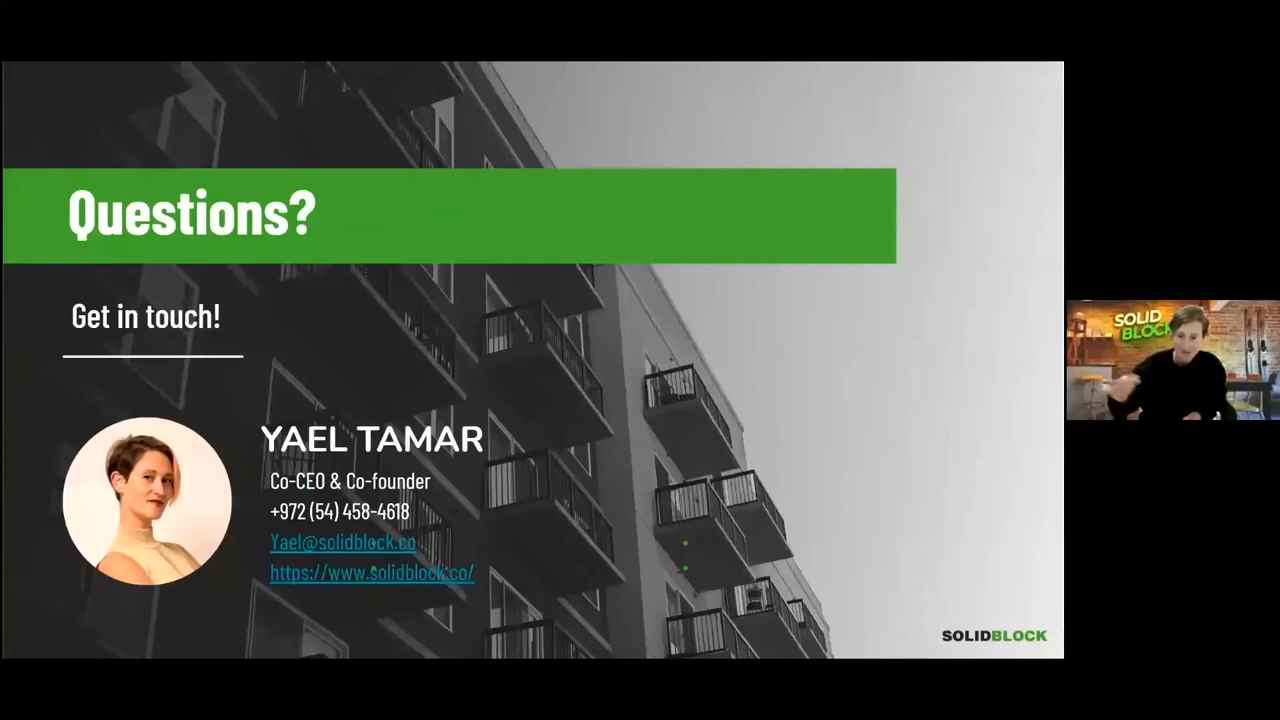 Questions?
Get in touch!
YAEL TAMAR
Co-CEO & Co-founder
+972 (54) 458-4618
Yael@solidblock.co
https://www.solidblock.co/
SOLIDBLOCK
SOLID
BLOCK